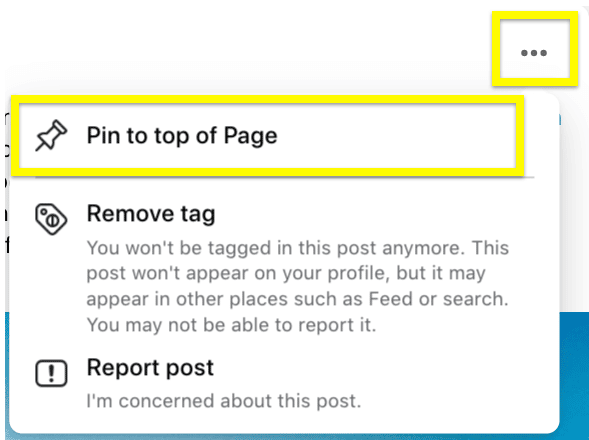 Pin to top of Page
Remove tag
You won't be tagged in this post anymore. This
post won't appear on your profile, but it may
appear in other places such as Feed or search.
You may not be able to report it.
Report post
I'm concerned about this post.